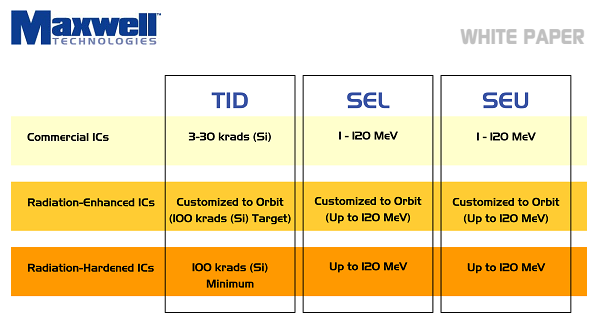 Maxwell™
TECHNOLOGIES
WHITE PAPER
TID SEL SEU
Commercial ICs 3-30 krads (Si) 1 - 120 MeV 1 - 120 MeV
Radiation-Enhanced ICs Customized to Orbit Customized to Orbit Customized to Orbit
(100 krads (Si) Target) (Up to 120 MeV) (Up to 120 MeV)
Radiation-Hardened ICs 100 krads (Si) Up to 120 MeV Up to 120 MeV
Minimum